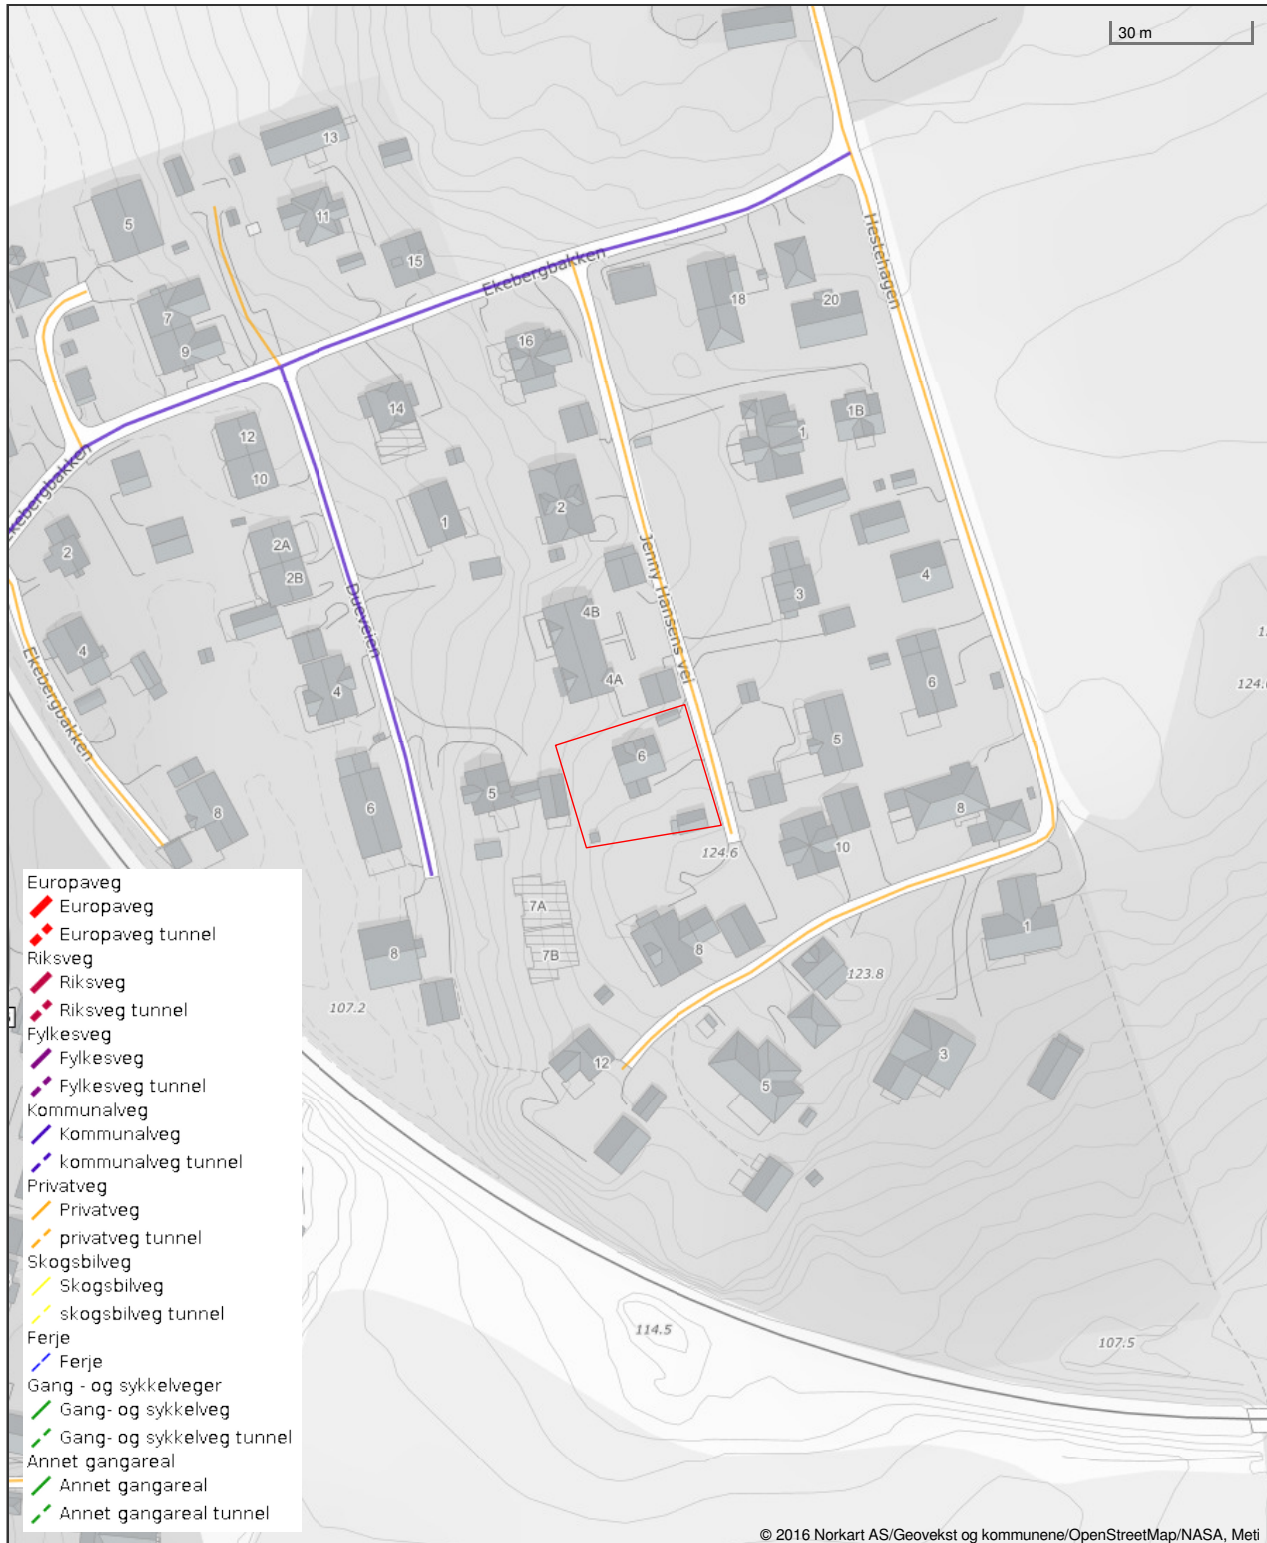 30 m
13
5
11
15
Ekebergbakken
Hestehagen
7
9
18
20
16
14
12
10
1
1B
1
2
Ekebergbakken
2
2A
2B
Jenny Hansens vei
3
4
Dueveien
4B
4A
4
4
6
Ekebergbakken
5
6
5
6
8
8
10
124.6
124.
7A
7B
8
8
1
123.8
107.2
12
5
3
114.5
107.5
Europaveg
Europaveg
Europaveg tunnel
Riksveg
Riksveg
Riksveg tunnel
Fylkesveg
Fylkesveg
Fylkesveg tunnel
Kommunalveg
Kommunalveg
kommunalveg tunnel
Privatveg
Privatveg
privatveg tunnel
Skogsbilveg
Skogsbilveg
skogsbilveg tunnel
Ferje
Ferje
Gang - og sykkelveger
Gang- og sykkelveg
Gang- og sykkelveg tunnel
Annet gangareal
Annet gangareal
Annet gangareal tunnel
© 2016 Norkart AS/Geovekst og kommunene/OpenStreetMap/NASA, Meti